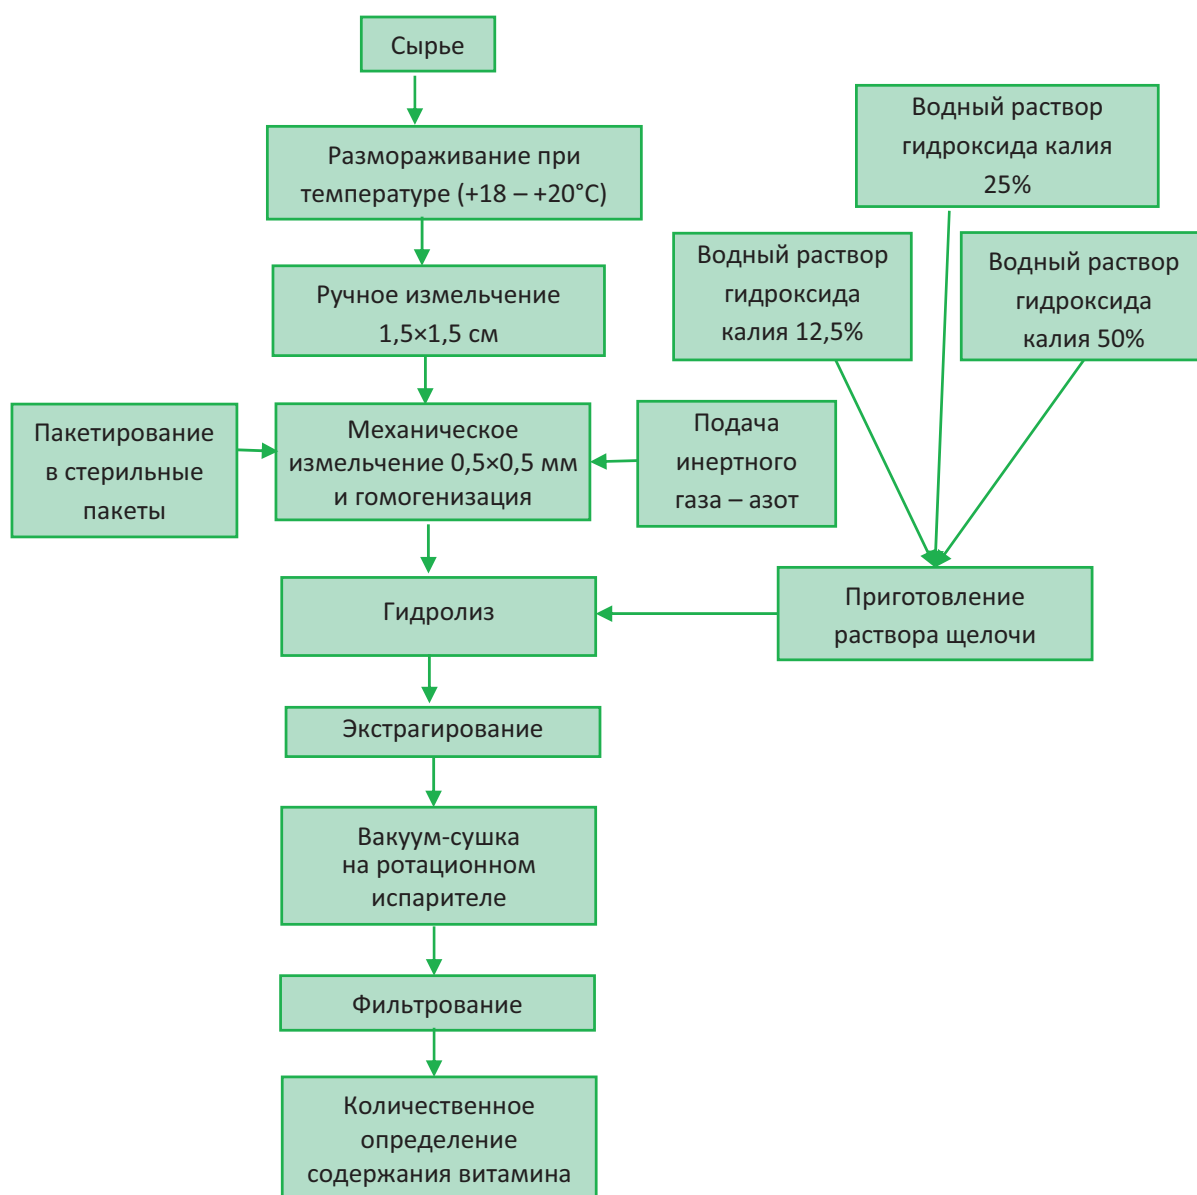 Сырье
Размораживание при
температуре (+18 – +20°C)
Ручное измельчение
1,5×1,5 см
Водный раствор
гидроксида калия
25%
Водный раствор
гидроксида
калия 12,5%
Водный раствор
гидроксида
калия 50%
Пакетирование
в стерильные
пакеты
Механическое
измельчение 0,5×0,5 мм
и гомогенизация
Подача
инертного
газа – азот
Гидролиз
Приготовление
раствора щелочи
Экстрагирование
Вакуум-сушка
на ротационном
испарителе
Фильтрование
Количественное
определение
содержания витамина